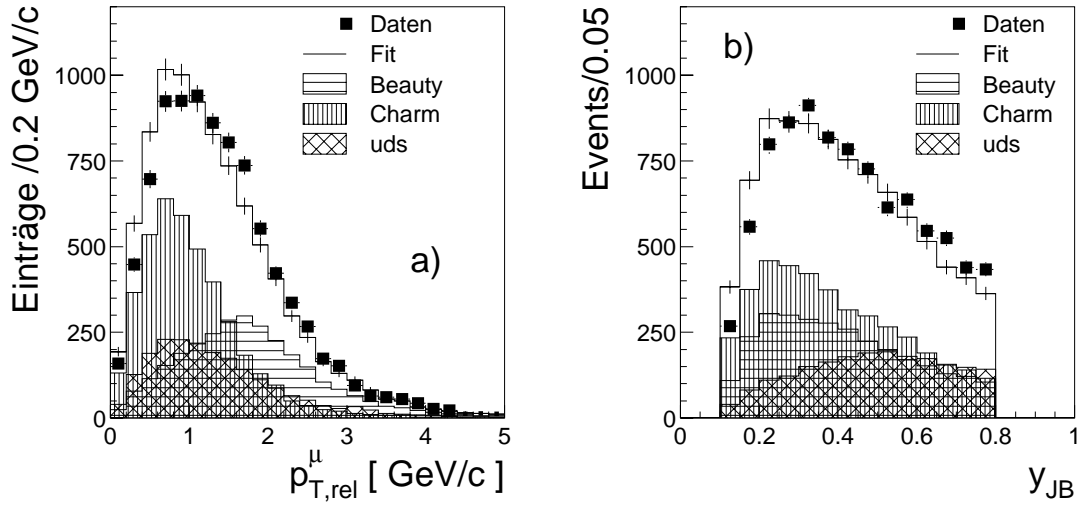 Einträge /0.2 GeV/c
1000
750
500
250
0
Daten
Fit
Beauty
Charm
uds
a)
0 1 2 3 4 5
p^μ_T,rel [ GeV/c]
Events/0.05
1000
750
500
250
0
b)
Daten
Fit
Beauty
Charm
uds
0 0.2 0.4 0.6 0.8 1
y_JB